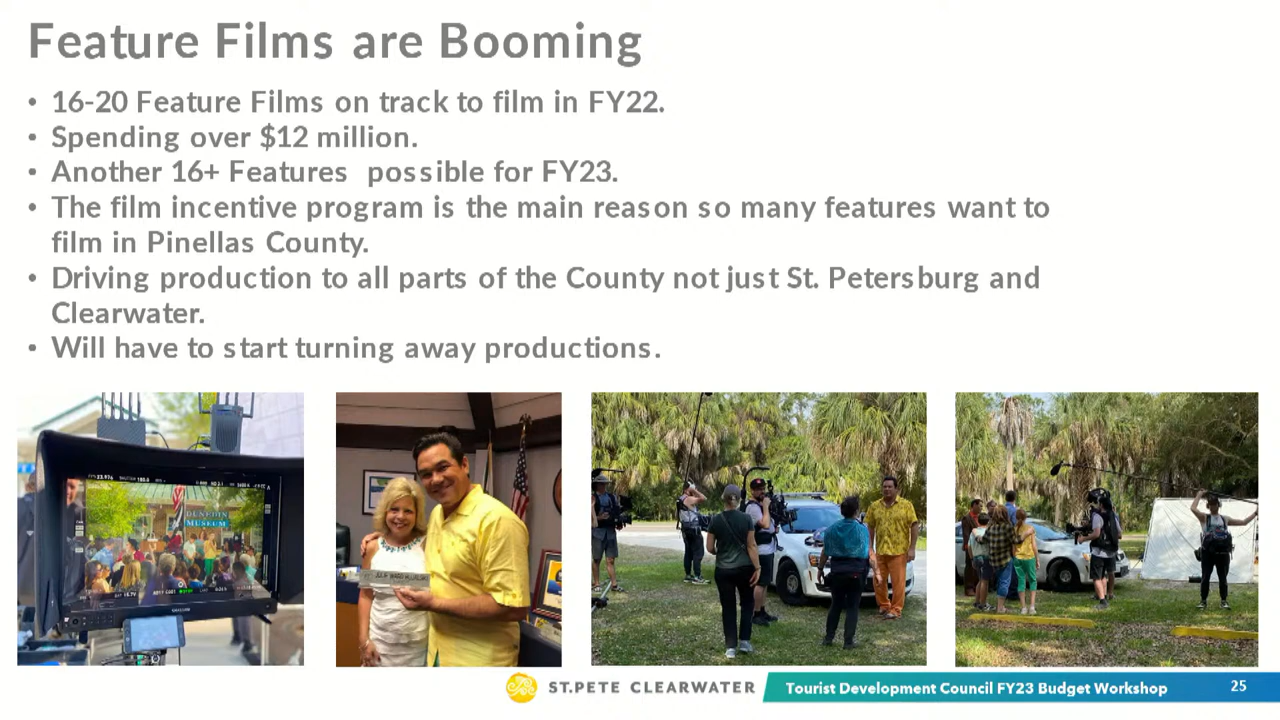 Feature Films are Booming
• 16-20 Feature Films on track to film in FY22.
• Spending over $12 million.
• Another 16+ Features possible for FY23.
• The film incentive program is the main reason so many features want to
film in Pinellas County.
• Driving production to all parts of the County not just St. Petersburg and
Clearwater.
• Will have to start turning away productions.
DUNEDIN
MUSEUM
ST.PETE CLEARWATER
Tourist Development Council FY23 Budget Workshop
25